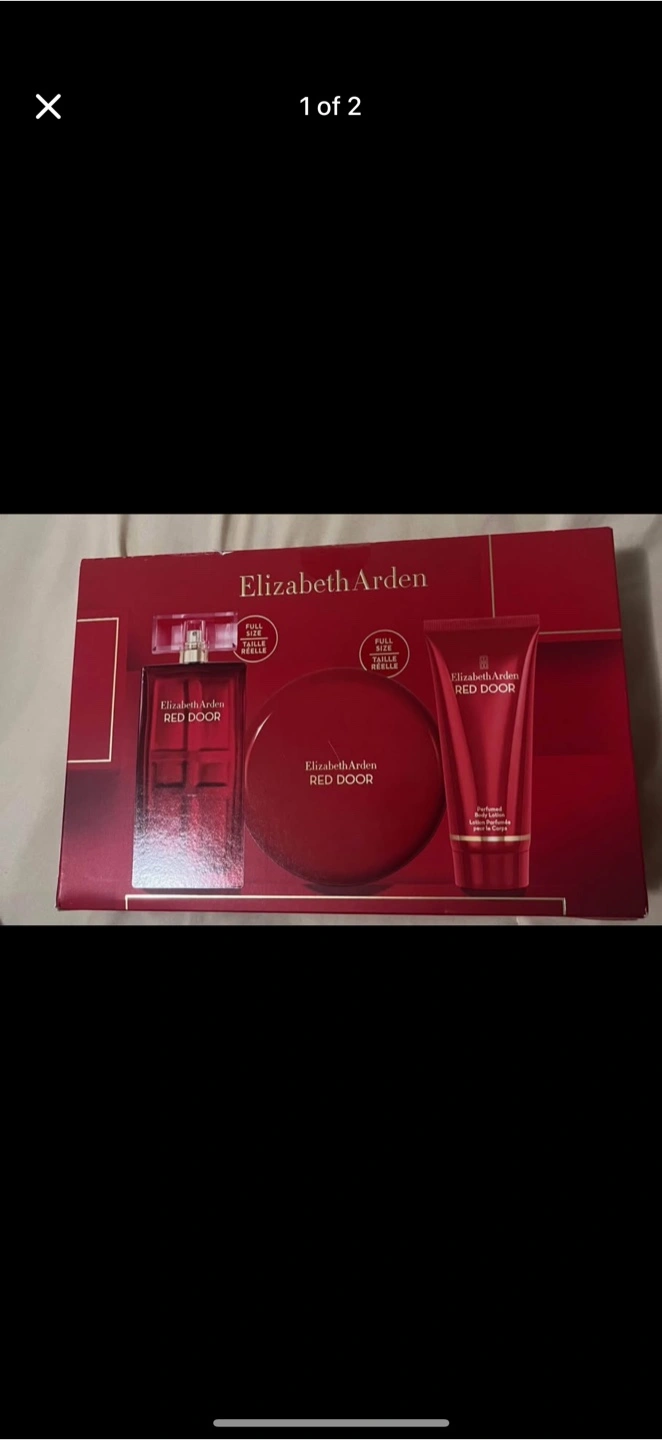 1 of 2
ElizabethArden
FULL
SIZE
TAILLE
RÉELLE
FULL
SIZE
TAILLE
RÉELLE
ElizabethArden
RED DOOR
ElizabethArden
RED DOOR
ElizabethArden
RED DOOR
Perfumed
Body Lotion
Lotion Parfumée
pour le Corps